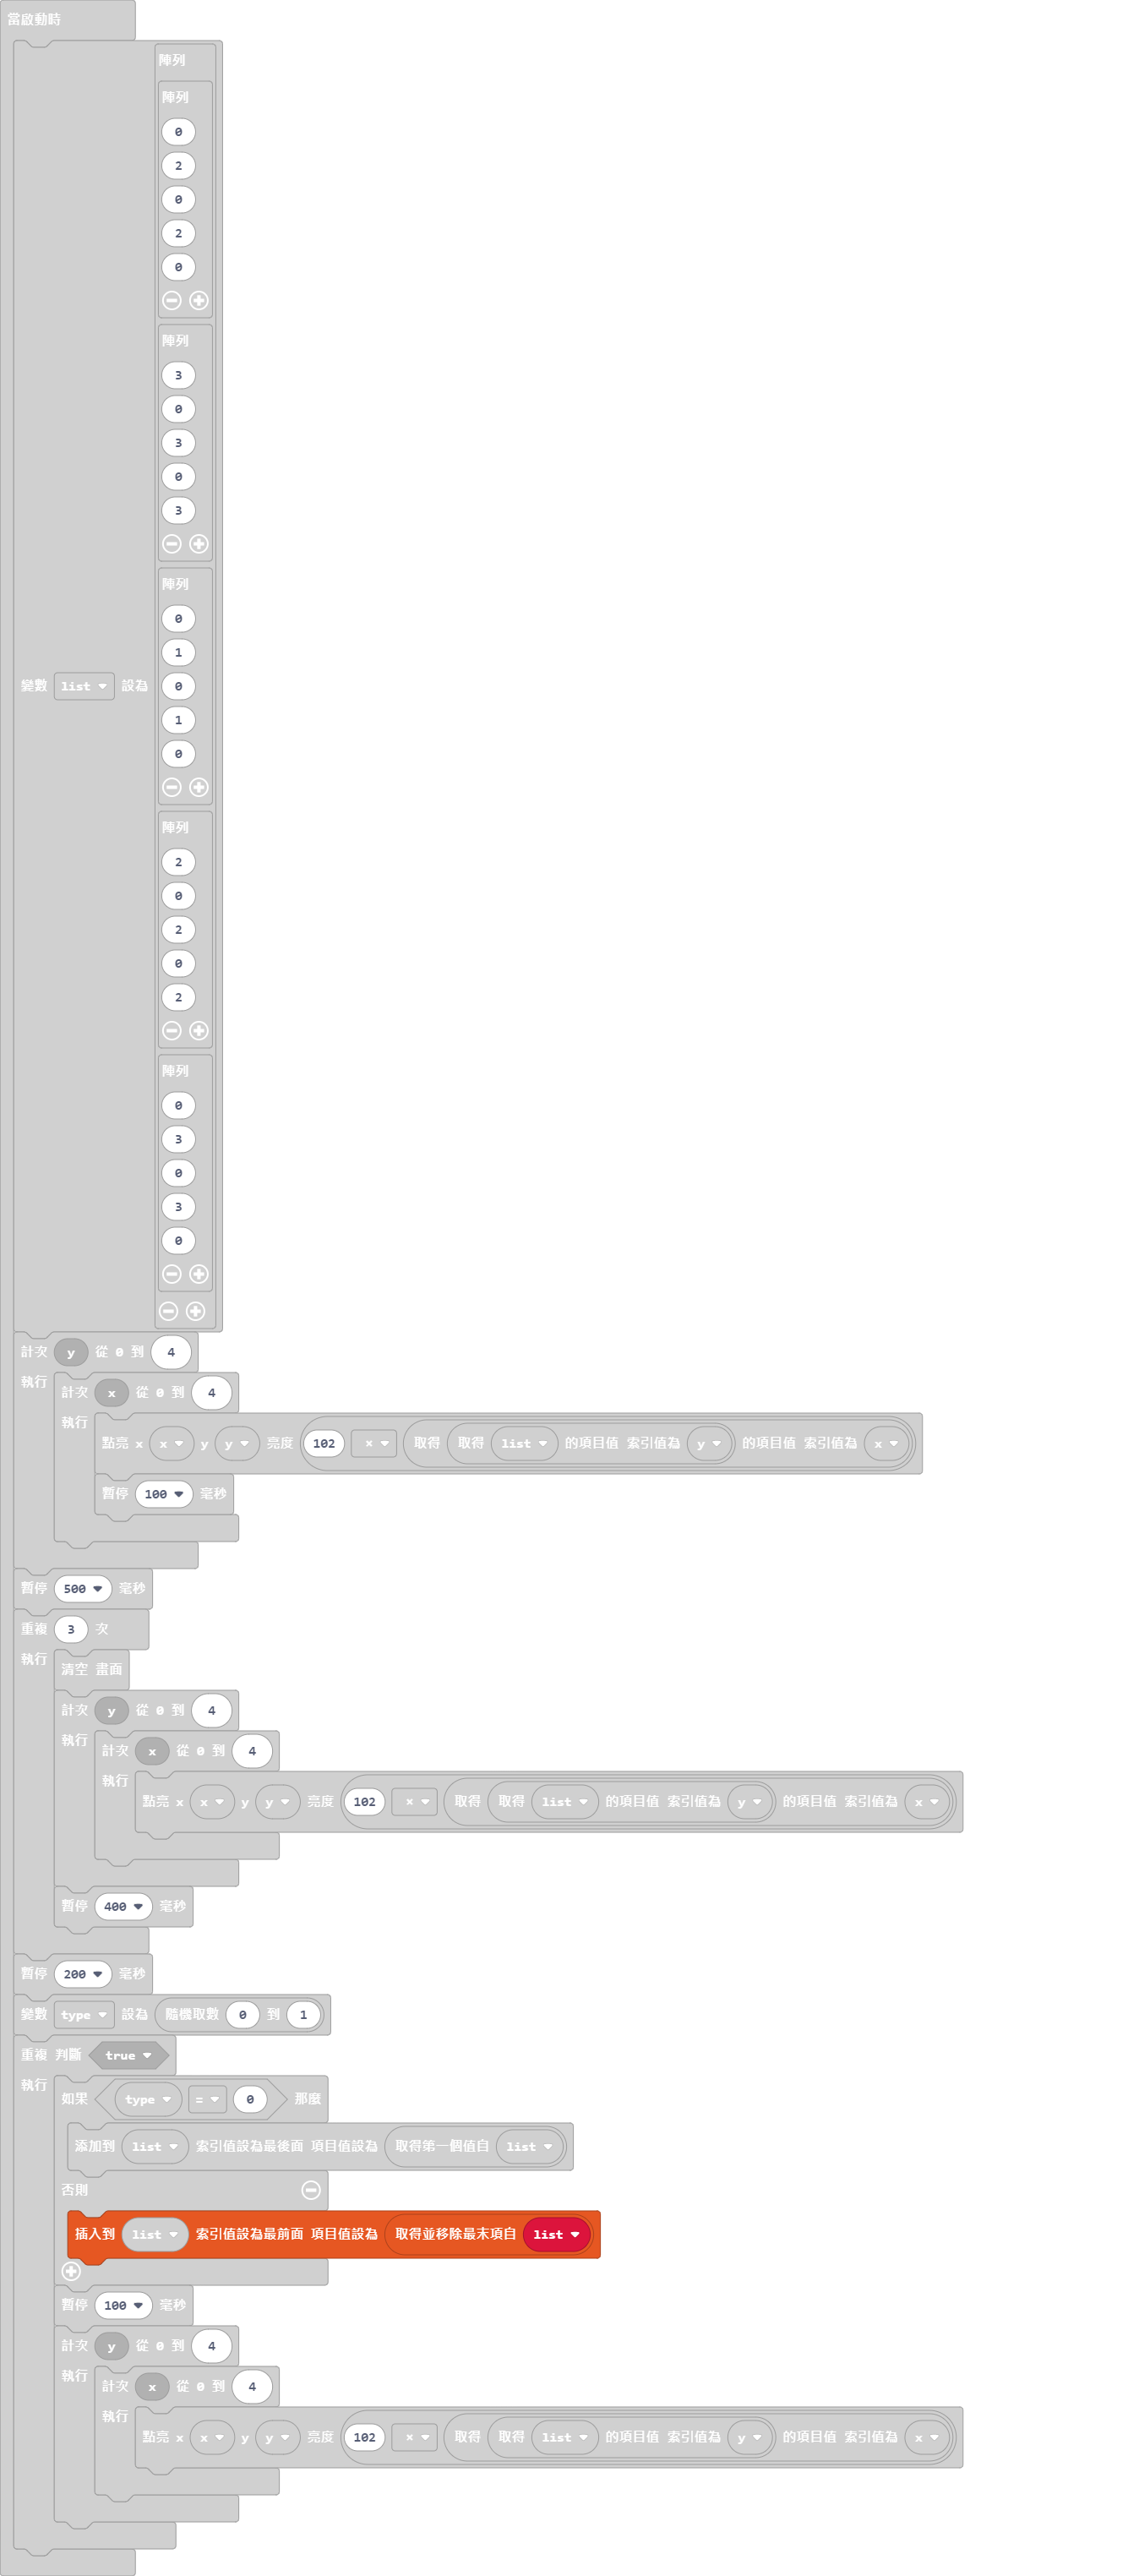 當啟動時
陣列
陣列
0
2
0
2
0
陣列
3
0
3
0
3
陣列
0
1
0
1
0
變數 list 設為
陣列
2
0
2
0
2
陣列
0
3
0
3
0
計次 y 從 0 到 4
執行
計次 x 從 0 到 4
執行
點亮 x x y y 亮度 102 × 取得 取得 list 的項目值 索引值為 y 的項目值 索引值為 x
暫停 100 毫秒
暫停 500 毫秒
重複 3 次
執行
清空 畫面
計次 y 從 0 到 4
執行
計次 x 從 0 到 4
執行
點亮 x x y y 亮度 102 × 取得 取得 list 的項目值 索引值為 y 的項目值 索引值為 x
暫停 400 毫秒
暫停 200 毫秒
變數 type 設為 隨機取數 0 到 1
重複 判斷 true
執行
如果 type = 0 那麼
添加到 list 索引值設為最後面 項目值設為 取得第一個值自 list
否則
插入到 list 索引值設為最前面 項目值設為 取得並移除最末項自 list
暫停 100 毫秒
計次 y 從 0 到 4
執行
計次 x 從 0 到 4
執行
點亮 x x y y 亮度 102 × 取得 取得 list 的項目值 索引值為 y 的項目值 索引值為 x